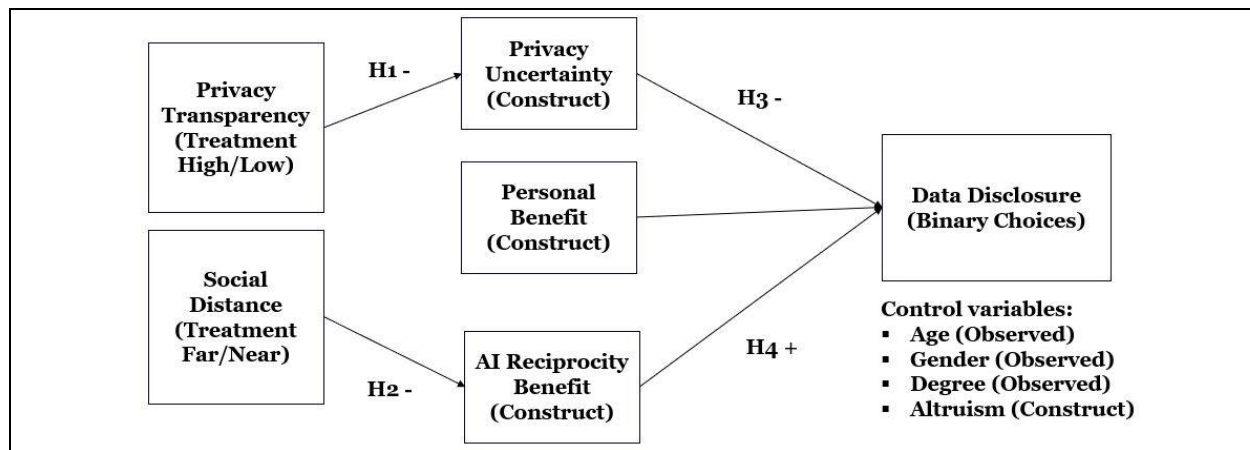 Privacy
Transparency
(Treatment
High/Low)
H1 -
Privacy
Uncertainty
(Construct)
H3 -
Personal
Benefit
(Construct)
Data Disclosure
(Binary Choices)
Social
Distance
(Treatment
Far/Near)
H2 -
AI Reciprocity
Benefit
(Construct)
H4 +
Control variables:
▪ Age (Observed)
▪ Gender (Observed)
▪ Degree (Observed)
▪ Altruism (Construct)